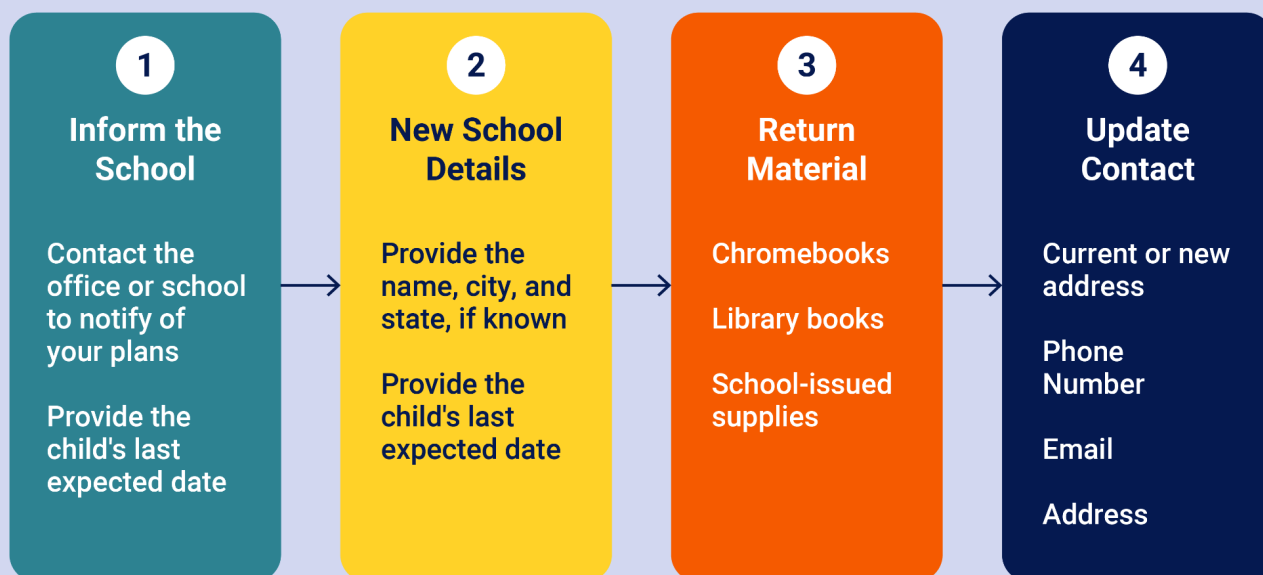 1
Inform the
School
Contact the
office or school
to notify of
your plans
Provide the
child's last
expected date
2
New School
Details
Provide the
name, city, and
state, if known
Provide the
child's last
expected date
3
Return
Material
Chromebooks
Library books
School-issued
supplies
4
Update
Contact
Current or new
address
Phone
Number
Email
Address